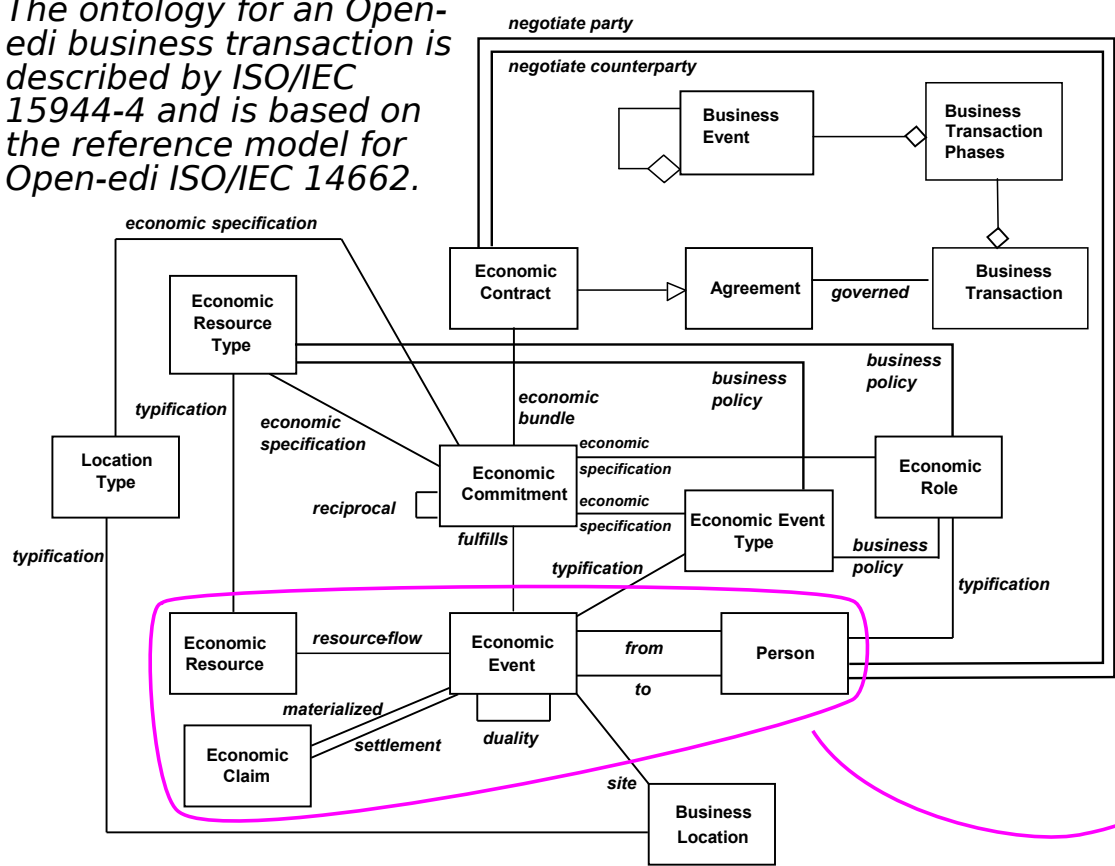 The ontology for an Open-
edi business transaction is
described by ISO/IEC
15944-4 and is based on
the reference model for
Open-edi ISO/IEC 14662.
negotiate party
negotiate counterparty
Business
Event
Business
Transaction
Phases
economic specification
Economic
Contract
Agreement
governed
Business
Transaction
Economic
Resource
Type
business
policy
business
policy
typification
economic
specification
economic
bundle
Location
Type
Economic
Commitment
economic
specification
Economic
Role
reciprocal
economic
specification
Economic Event
Type
fulfills
business
policy
typification
typification
typification
Economic
Resource
resource-flow
Economic
Event
from
to
Person
materialized
settlement
duality
Economic
Claim
site
Business
Location